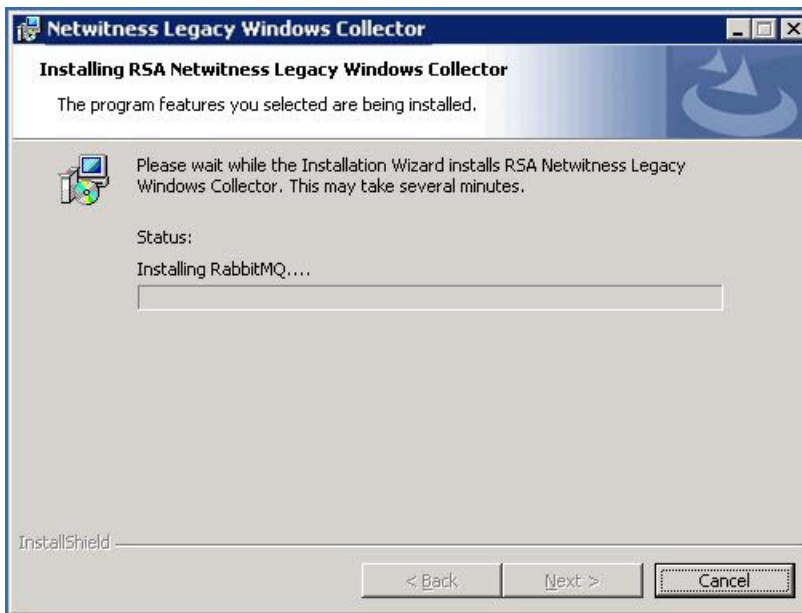 Netwitness Legacy Windows Collector
Installing RSA Netwitness Legacy Windows Collector
The program features you selected are being installed.
Please wait while the Installation Wizard installs RSA Netwitness Legacy
Windows Collector. This may take several minutes.
Status:
Installing RabbitMQ....
InstallShield
< Back
Next >
Cancel